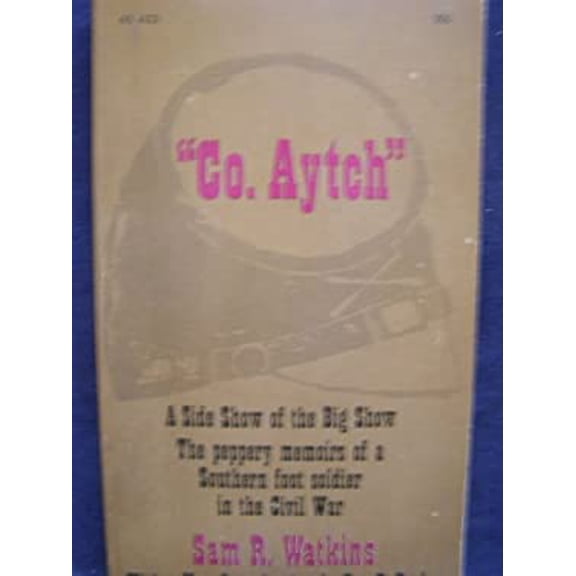 "Co. Aytch"
A Side Show of the Big Show
The peppery memoirs of a
Southern foot soldier
in the Civil War
Sam R. Watkins